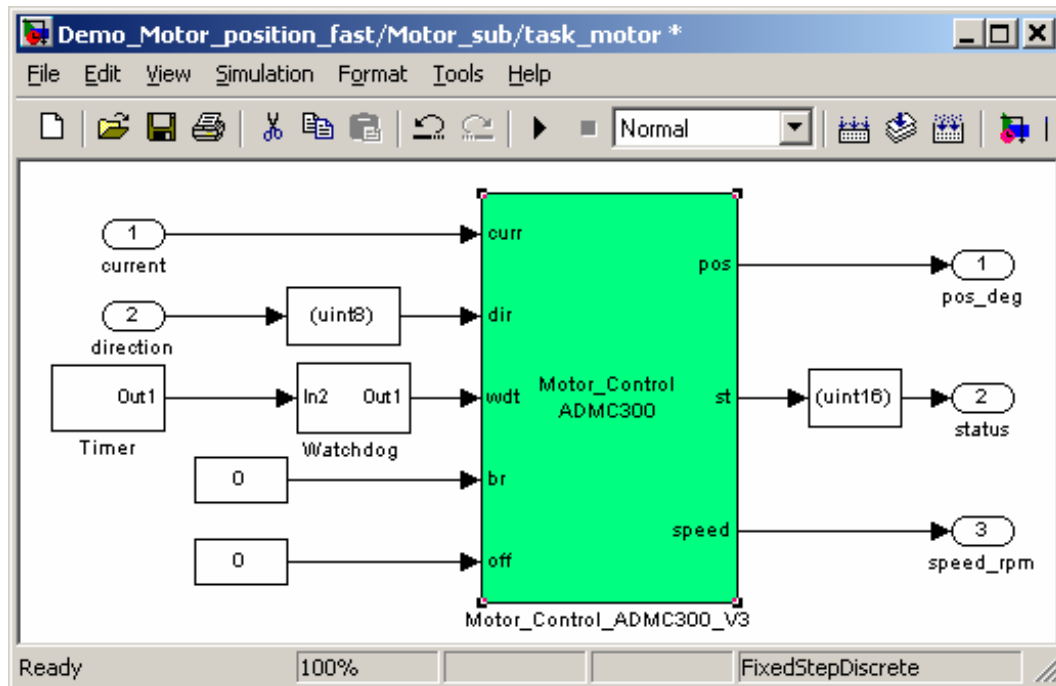 Demo_Motor_position_fast/Motor_sub/task_motor *
File Edit View Simulation Format Tools Help
Normal
1
current
2
direction
(uint8)
Out1
Timer
In2 Out1
Watchdog
0
0
curr
dir
wdt
br
off
Motor_Control
ADMC300
pos
st
speed
Motor_Control_ADMC300_V3
1
pos_deg
(uint16)
2
status
3
speed_rpm
Ready 100% FixedStepDiscrete